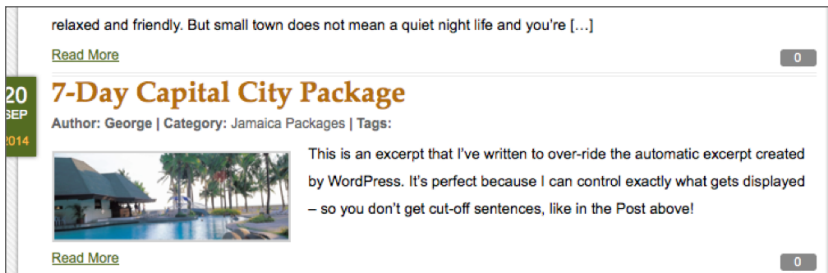 relaxed and friendly. But small town does not mean a quiet night life and you're […]
Read More
0
20
SEP
2014
7-Day Capital City Package
Author: George | Category: Jamaica Packages | Tags:
This is an excerpt that I've written to over-ride the automatic excerpt created
by WordPress. It's perfect because I can control exactly what gets displayed
– so you don't get cut-off sentences, like in the Post above!
Read More
0